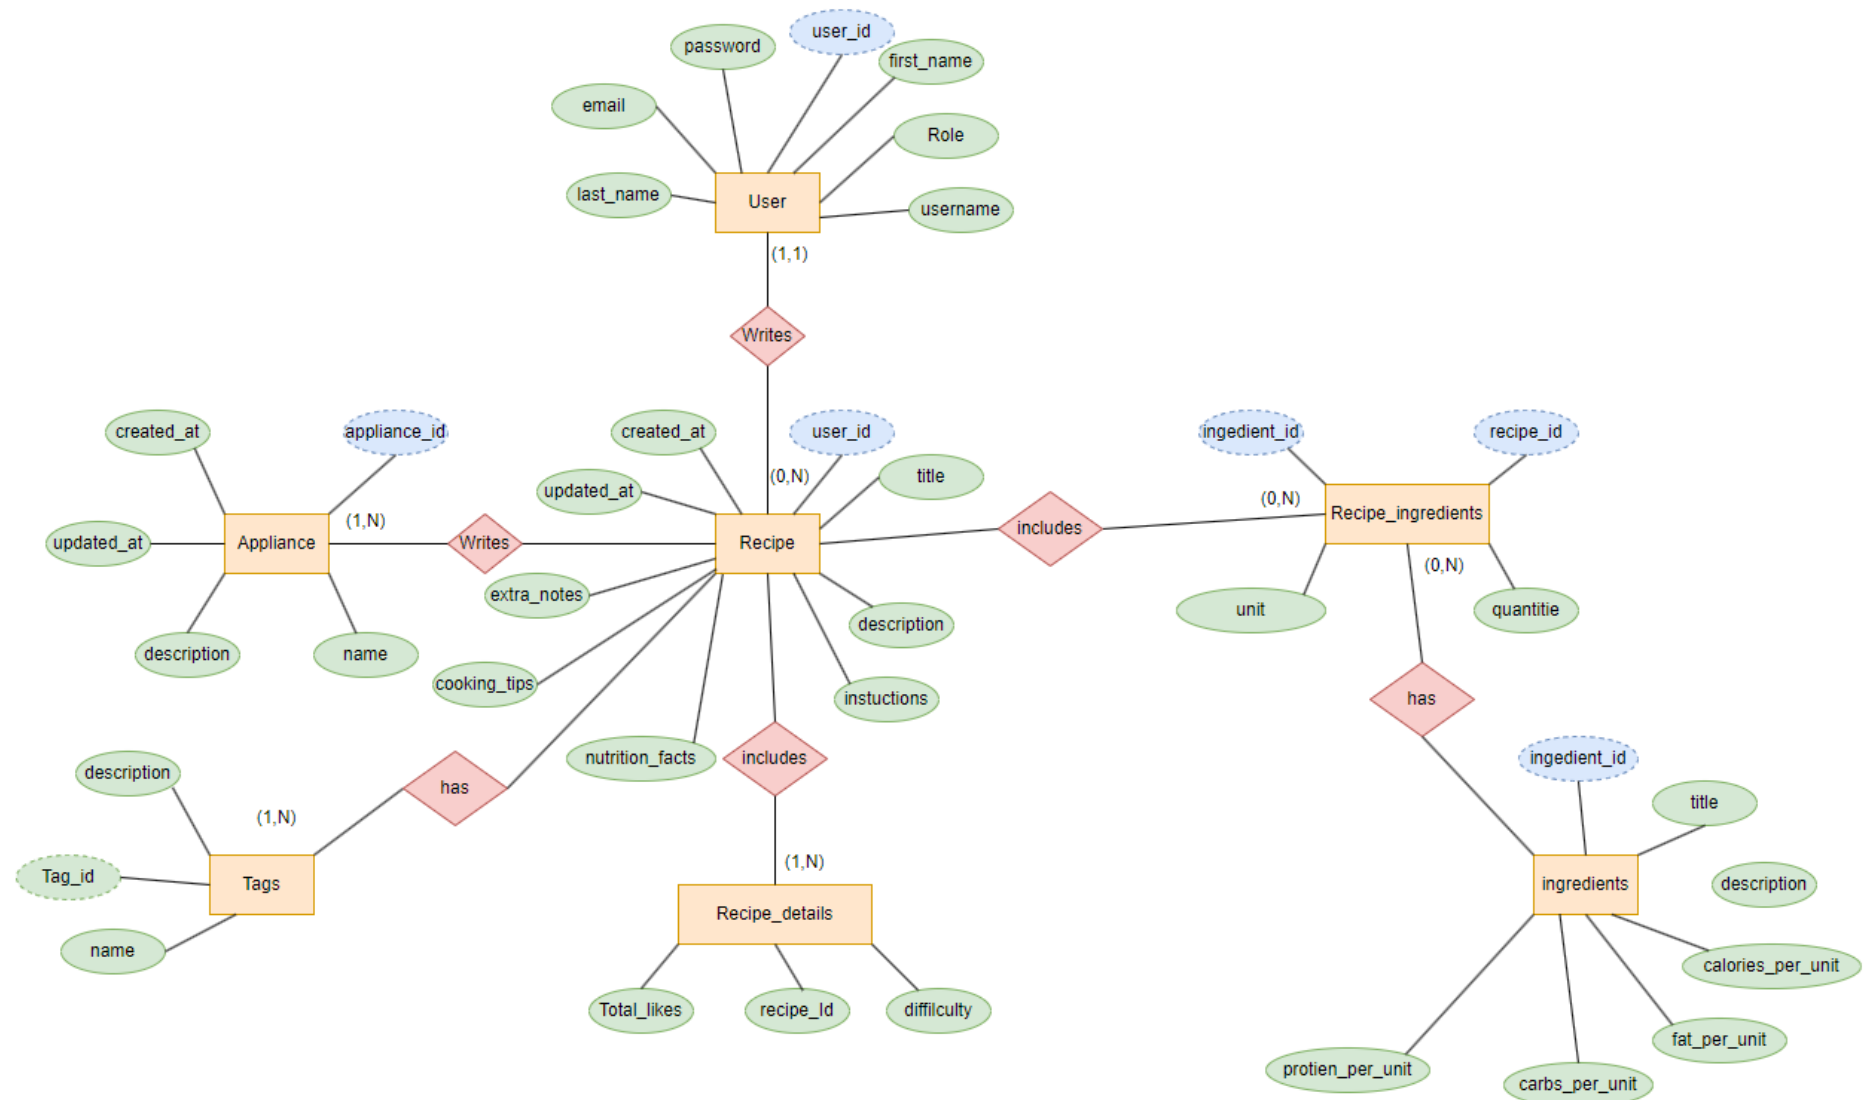 user_id
password
first_name
email
Role
last_name
User
username
(1,1)
Writes
created_at
appliance_id
created_at
user_id
ingedient_id
recipe_id
updated_at
(0,N)
title
(0,N)
(1,N)
Recipe_ingredients
updated_at
Appliance
Writes
Recipe
includes
(0,N)
extra_notes
unit
quantitie
description
description
name
cooking_tips
instuctions
has
nutrition_facts
includes
ingedient_id
description
has
title
(1,N)
(1,N)
Tag_id
Tags
ingredients
description
Recipe_details
name
calories_per_unit
Total_likes
recipe_Id
diffilculty
fat_per_unit
protien_per_unit
carbs_per_unit